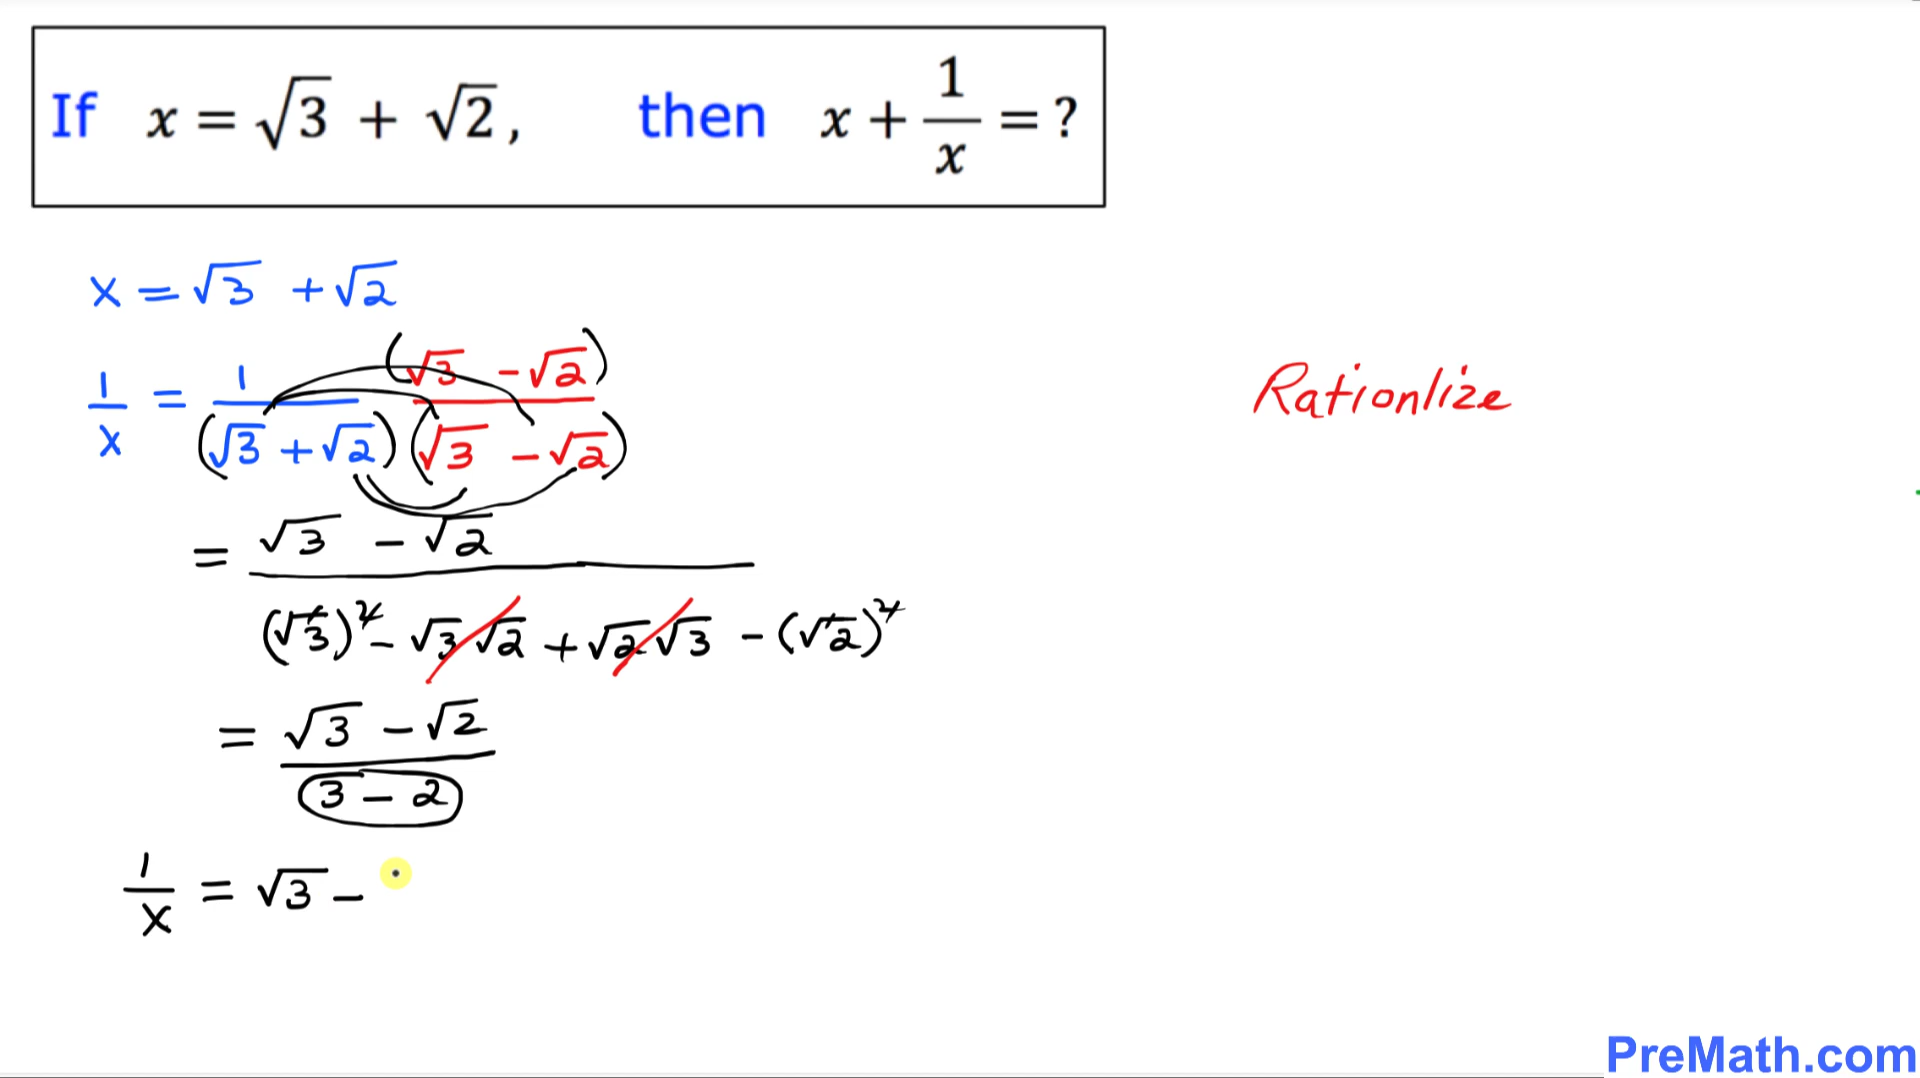 If x = √3 + √2, then x + 1/x = ?
x = √3 + √2
1/x = 1/(√3 + √2) (√3 - √2)/(√3 - √2)
Rationlize
= (√3 - √2)/((√3)² - √3√2 + √2√3 - (√2)²)
= (√3 - √2)/(3 - 2)
1/x = √3 -
PreMath.com